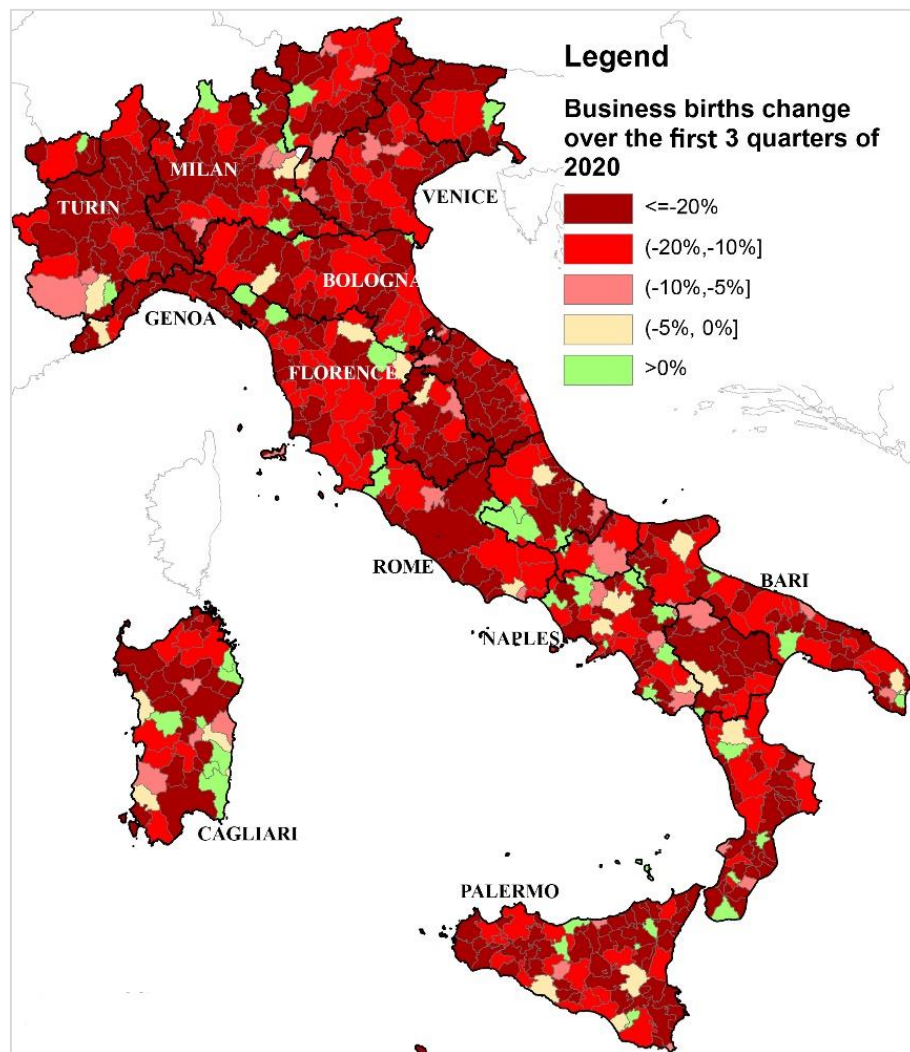 Legend
Business births change
over the first 3 quarters of
2020
<=-20%
(-20%,-10%]
(-10%,-5%]
(-5%, 0%]
>0%
MILAN
VENICE
TURIN
BOLOGNA
GENOA
FLORENCE
ROME
BARI
NAPLES
CAGLIARI
PALERMO